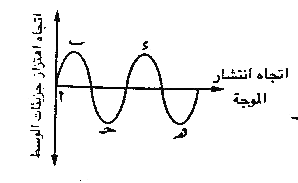 اتجاه اهتزاز جزيئات الوسط
ب
ء
اتجاه انتشار
الموجة
أ
جـ
هـ